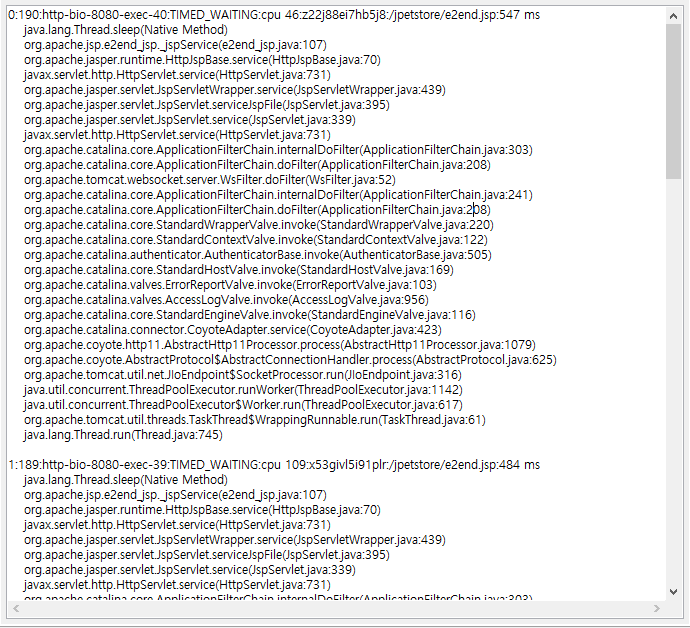 0:190:http-bio-8080-exec-40:TIMED_WAITING:cpu 46:z22j88ei7hb5j8:/jpetstore/e2end.jsp:547 ms
java.lang.Thread.sleep(Native Method)
org.apache.jsp.e2end_jsp._jspService(e2end_jsp.java:107)
org.apache.jasper.runtime.HttpJspBase.service(HttpJspBase.java:70)
javax.servlet.http.HttpServlet.service(HttpServlet.java:731)
org.apache.jasper.servlet.JspServletWrapper.service(JspServletWrapper.java:439)
org.apache.jasper.servlet.JspServlet.serviceJspFile(JspServlet.java:395)
org.apache.jasper.servlet.JspServlet.service(JspServlet.java:339)
javax.servlet.http.HttpServlet.service(HttpServlet.java:731)
org.apache.catalina.core.ApplicationFilterChain.internalDoFilter(ApplicationFilterChain.java:303)
org.apache.catalina.core.ApplicationFilterChain.doFilter(ApplicationFilterChain.java:208)
org.apache.tomcat.websocket.server.WsFilter.doFilter(WsFilter.java:52)
org.apache.catalina.core.ApplicationFilterChain.internalDoFilter(ApplicationFilterChain.java:241)
org.apache.catalina.core.ApplicationFilterChain.doFilter(ApplicationFilterChain.java:208)
org.apache.catalina.core.StandardWrapperValve.invoke(StandardWrapperValve.java:220)
org.apache.catalina.core.StandardContextValve.invoke(StandardContextValve.java:122)
org.apache.catalina.authenticator.AuthenticatorBase.invoke(AuthenticatorBase.java:505)
org.apache.catalina.core.StandardHostValve.invoke(StandardHostValve.java:169)
org.apache.catalina.valves.ErrorReportValve.invoke(ErrorReportValve.java:103)
org.apache.catalina.valves.AccessLogValve.invoke(AccessLogValve.java:956)
org.apache.catalina.core.StandardEngineValve.invoke(StandardEngineValve.java:116)
org.apache.catalina.connector.CoyoteAdapter.service(CoyoteAdapter.java:423)
org.apache.coyote.http11.AbstractHttp11Processor.process(AbstractHttp11Processor.java:1079)
org.apache.coyote.AbstractProtocol$AbstractConnectionHandler.process(AbstractProtocol.java:625)
org.apache.tomcat.util.net.JIoEndpoint$SocketProcessor.run(JIoEndpoint.java:316)
java.util.concurrent.ThreadPoolExecutor.runWorker(ThreadPoolExecutor.java:1142)
java.util.concurrent.ThreadPoolExecutor$Worker.run(ThreadPoolExecutor.java:617)
org.apache.tomcat.util.threads.TaskThread$WrappingRunnable.run(TaskThread.java:61)
java.lang.Thread.run(Thread.java:745)
1:189:http-bio-8080-exec-39:TIMED_WAITING:cpu 109:x53givl5i91plr:/jpetstore/e2end.jsp:484 ms
java.lang.Thread.sleep(Native Method)
org.apache.jsp.e2end_jsp._jspService(e2end_jsp.java:107)
org.apache.jasper.runtime.HttpJspBase.service(HttpJspBase.java:70)
javax.servlet.http.HttpServlet.service(HttpServlet.java:731)
org.apache.jasper.servlet.JspServletWrapper.service(JspServletWrapper.java:439)
org.apache.jasper.servlet.JspServlet.serviceJspFile(JspServlet.java:395)
org.apache.jasper.servlet.JspServlet.service(JspServlet.java:339)
javax.servlet.http.HttpServlet.service(HttpServlet.java:731)
org.apache.catalina.core.ApplicationFilterChain.internalDoFilter(ApplicationFilterChain.java:303)